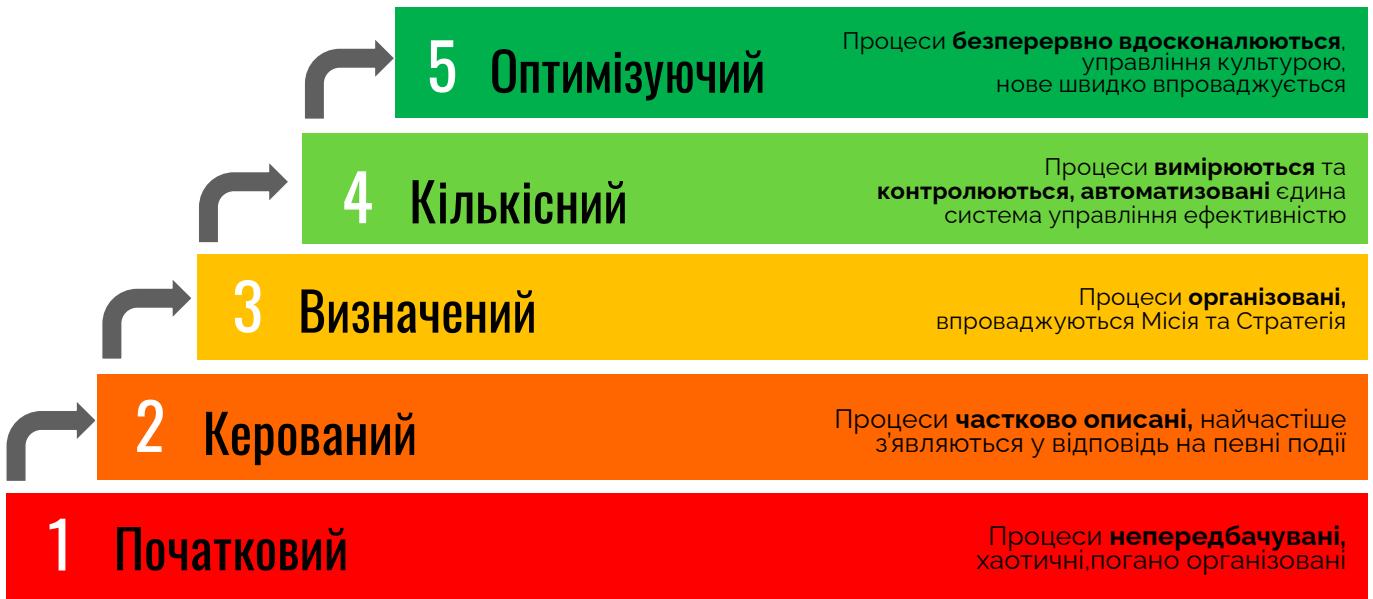 5 Оптимізуючий
Процеси безперервно вдосконалюються,
управління культурою,
нове швидко впроваджується
4 Кількісний
Процеси вимірюються та
контролюються, автоматизовані єдина
система управління ефективністю
3 Визначений
Процеси організовані,
впроваджуються Місія та Стратегія
2 Керований
Процеси частково описані, найчастіше
з'являються у відповідь на певні події
1 Початковий
Процеси непередбачувані,
хаотичні,погано організовані